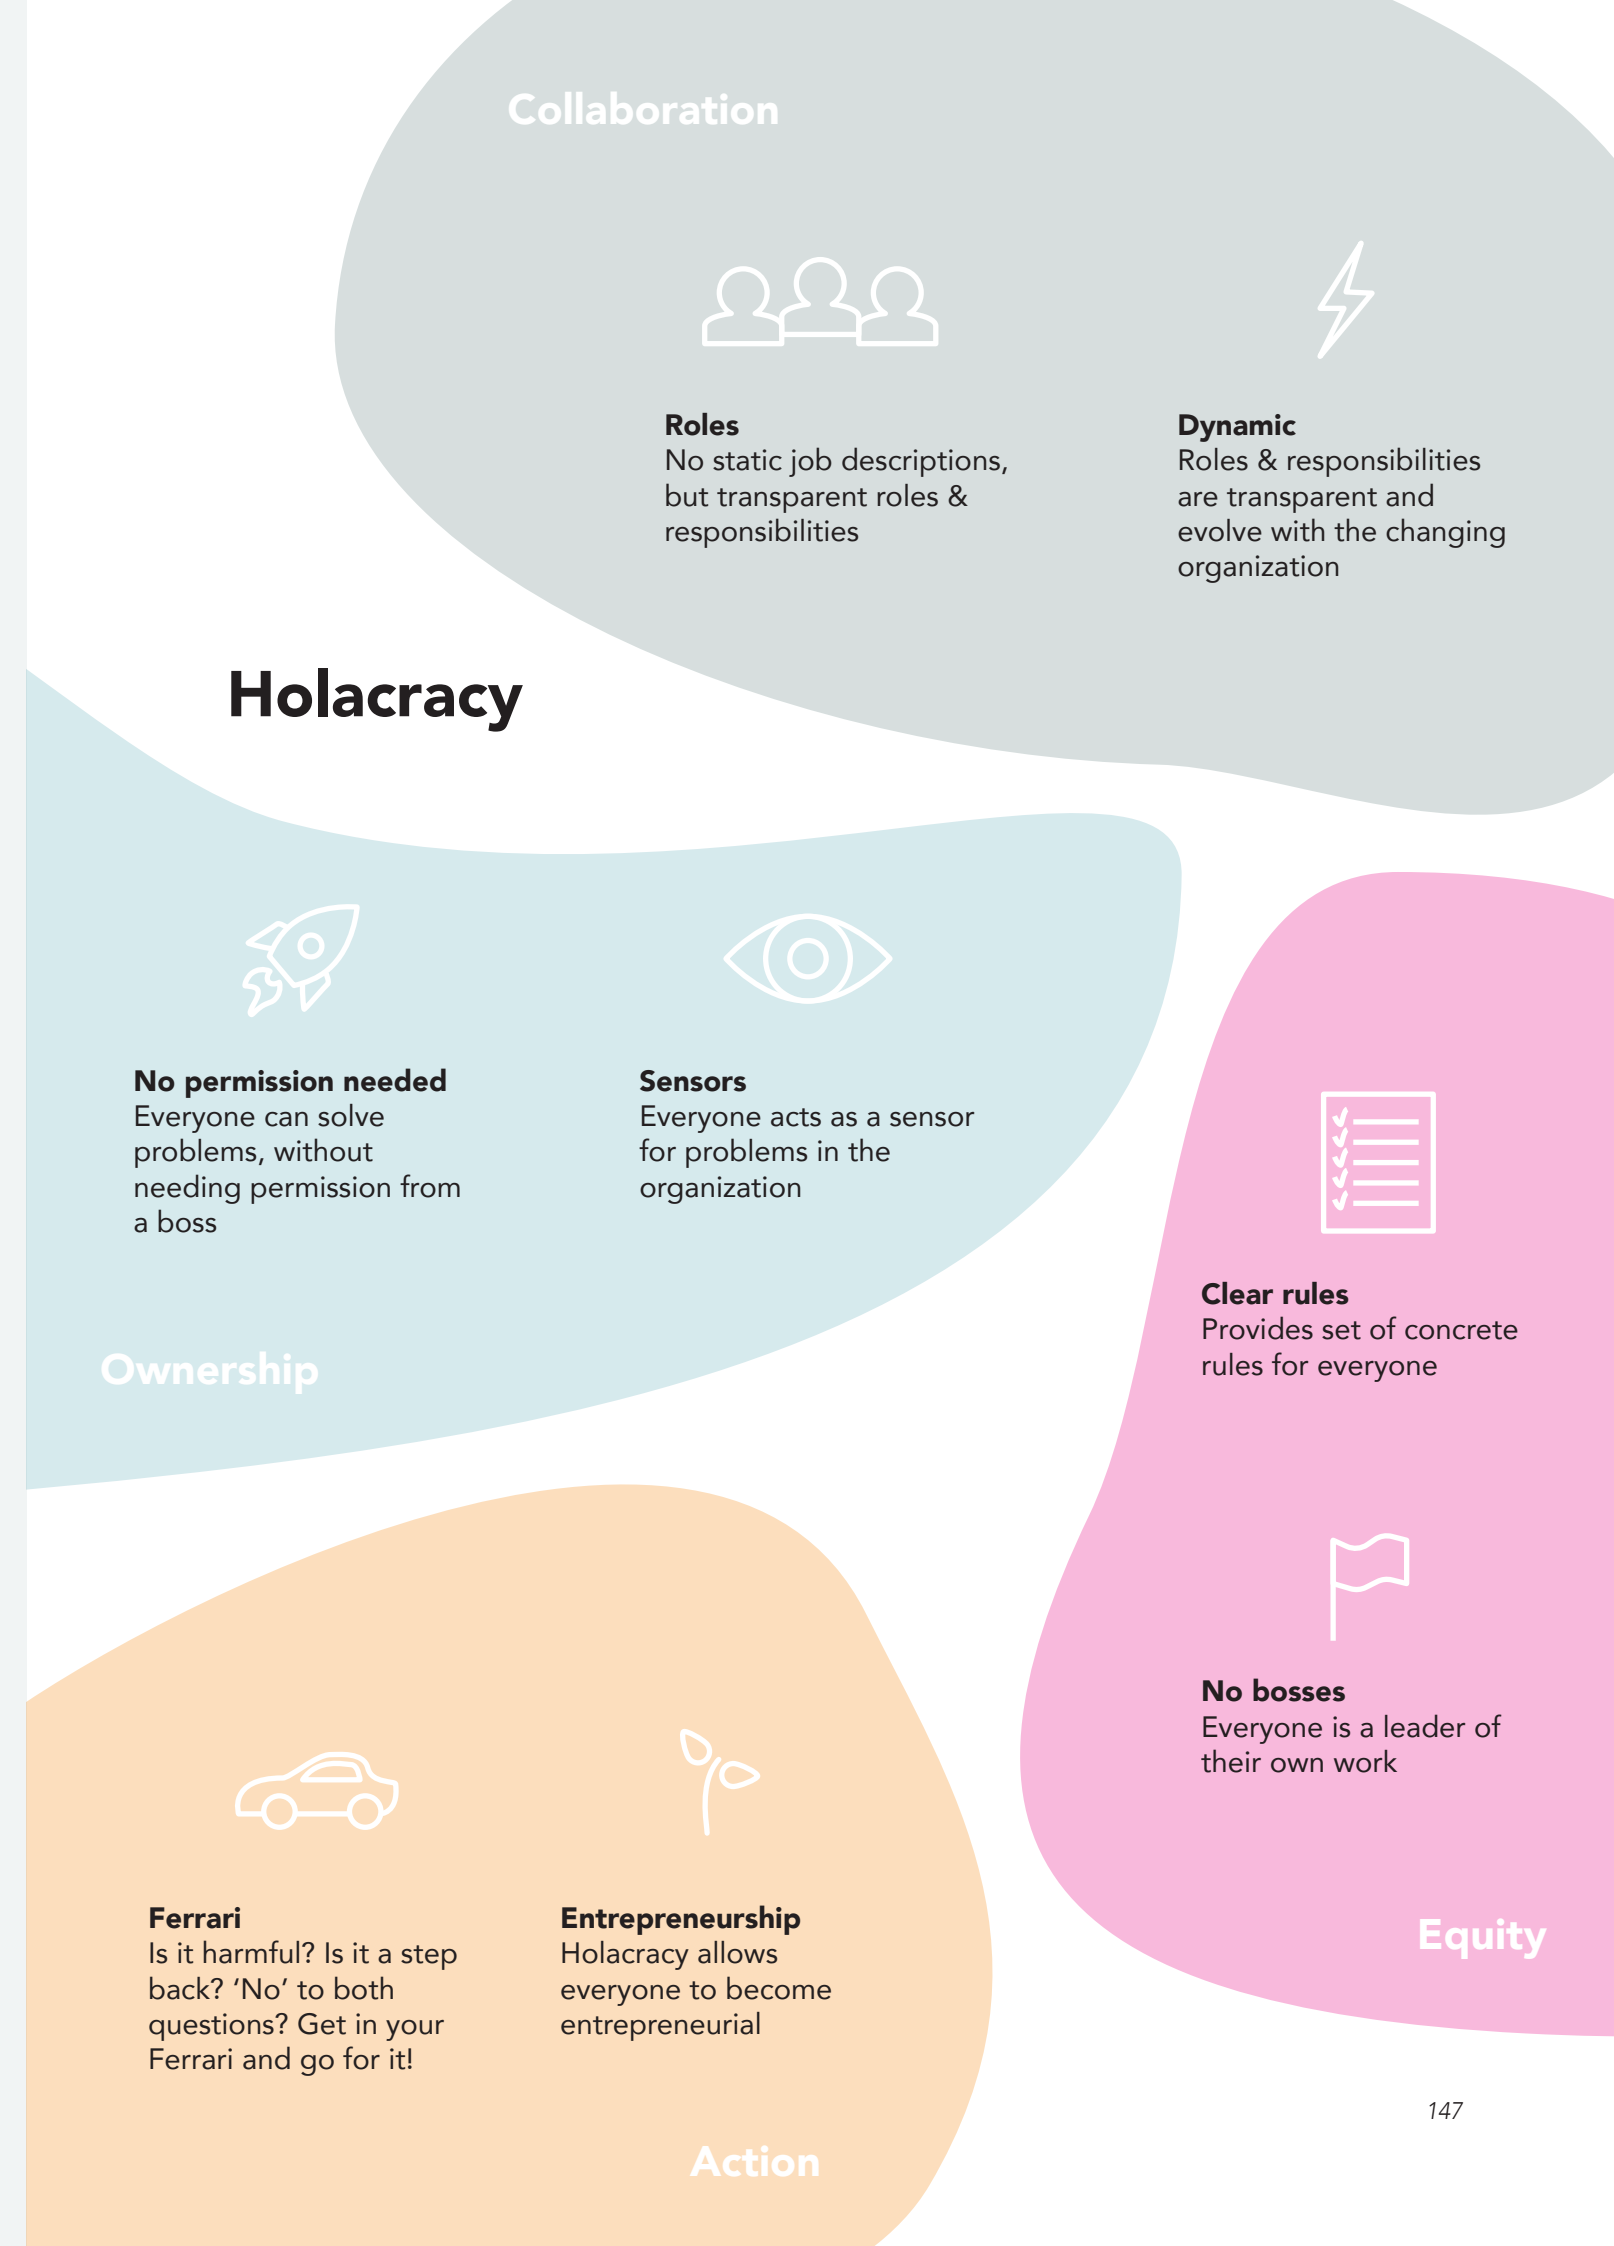 Collaboration
Roles
No static job descriptions,
but transparent roles &
responsibilities
Dynamic
Roles & responsibilities
are transparent and
evolve with the changing
organization
Holacracy
No permission needed
Everyone can solve
problems, without
needing permission from
a boss
Sensors
Everyone acts as a sensor
for problems in the
organization
Ownership
Clear rules
Provides set of concrete
rules for everyone
No bosses
Everyone is a leader of
their own work
Equity
Ferrari
Is it harmful? Is it a step
back? ‘No’ to both
questions? Get in your
Ferrari and go for it!
Entrepreneurship
Holacracy allows
everyone to become
entrepreneurial
Action
147